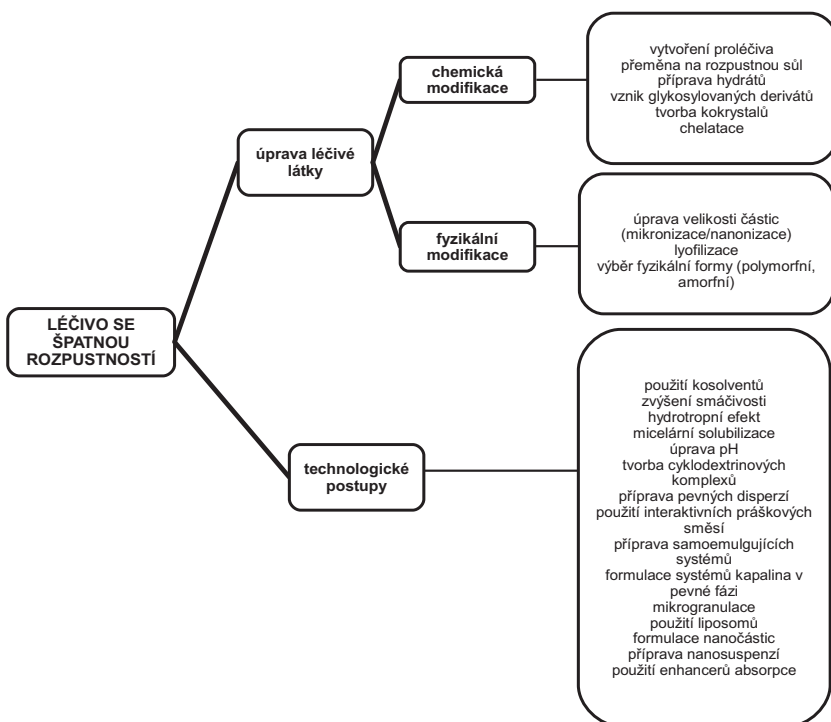 LÉČIVO SE
ŠPATNOU
ROZPUSTNOSTÍ
úprava léčivé
látky
chemická
modifikace
vytvoření proléčiva
přeměna na rozpustnou sůl
příprava hydrátů
vznik glykosylovaných derivátů
tvorba kokrystalů
chelatace
fyzikální
modifikace
úprava velikosti částic
(mikronizace/nanonizace)
lyofilizace
výběr fyzikální formy (polymorfní,
amorfní)
technologické
postupy
použití kosolventů
zvýšení smáčivosti
hydrotropní efekt
micelární solubilizace
úprava pH
tvorba cyklodextrinových
komplexů
příprava pevných disperzí
použití interaktivních práškových
směsí
příprava samoemulgujících
systémů
formulace systémů kapalina v
pevné fázi
mikrogranulace
použití liposomů
formulace nanočástic
příprava nanosuspenzí
použití enhancerů absorpce